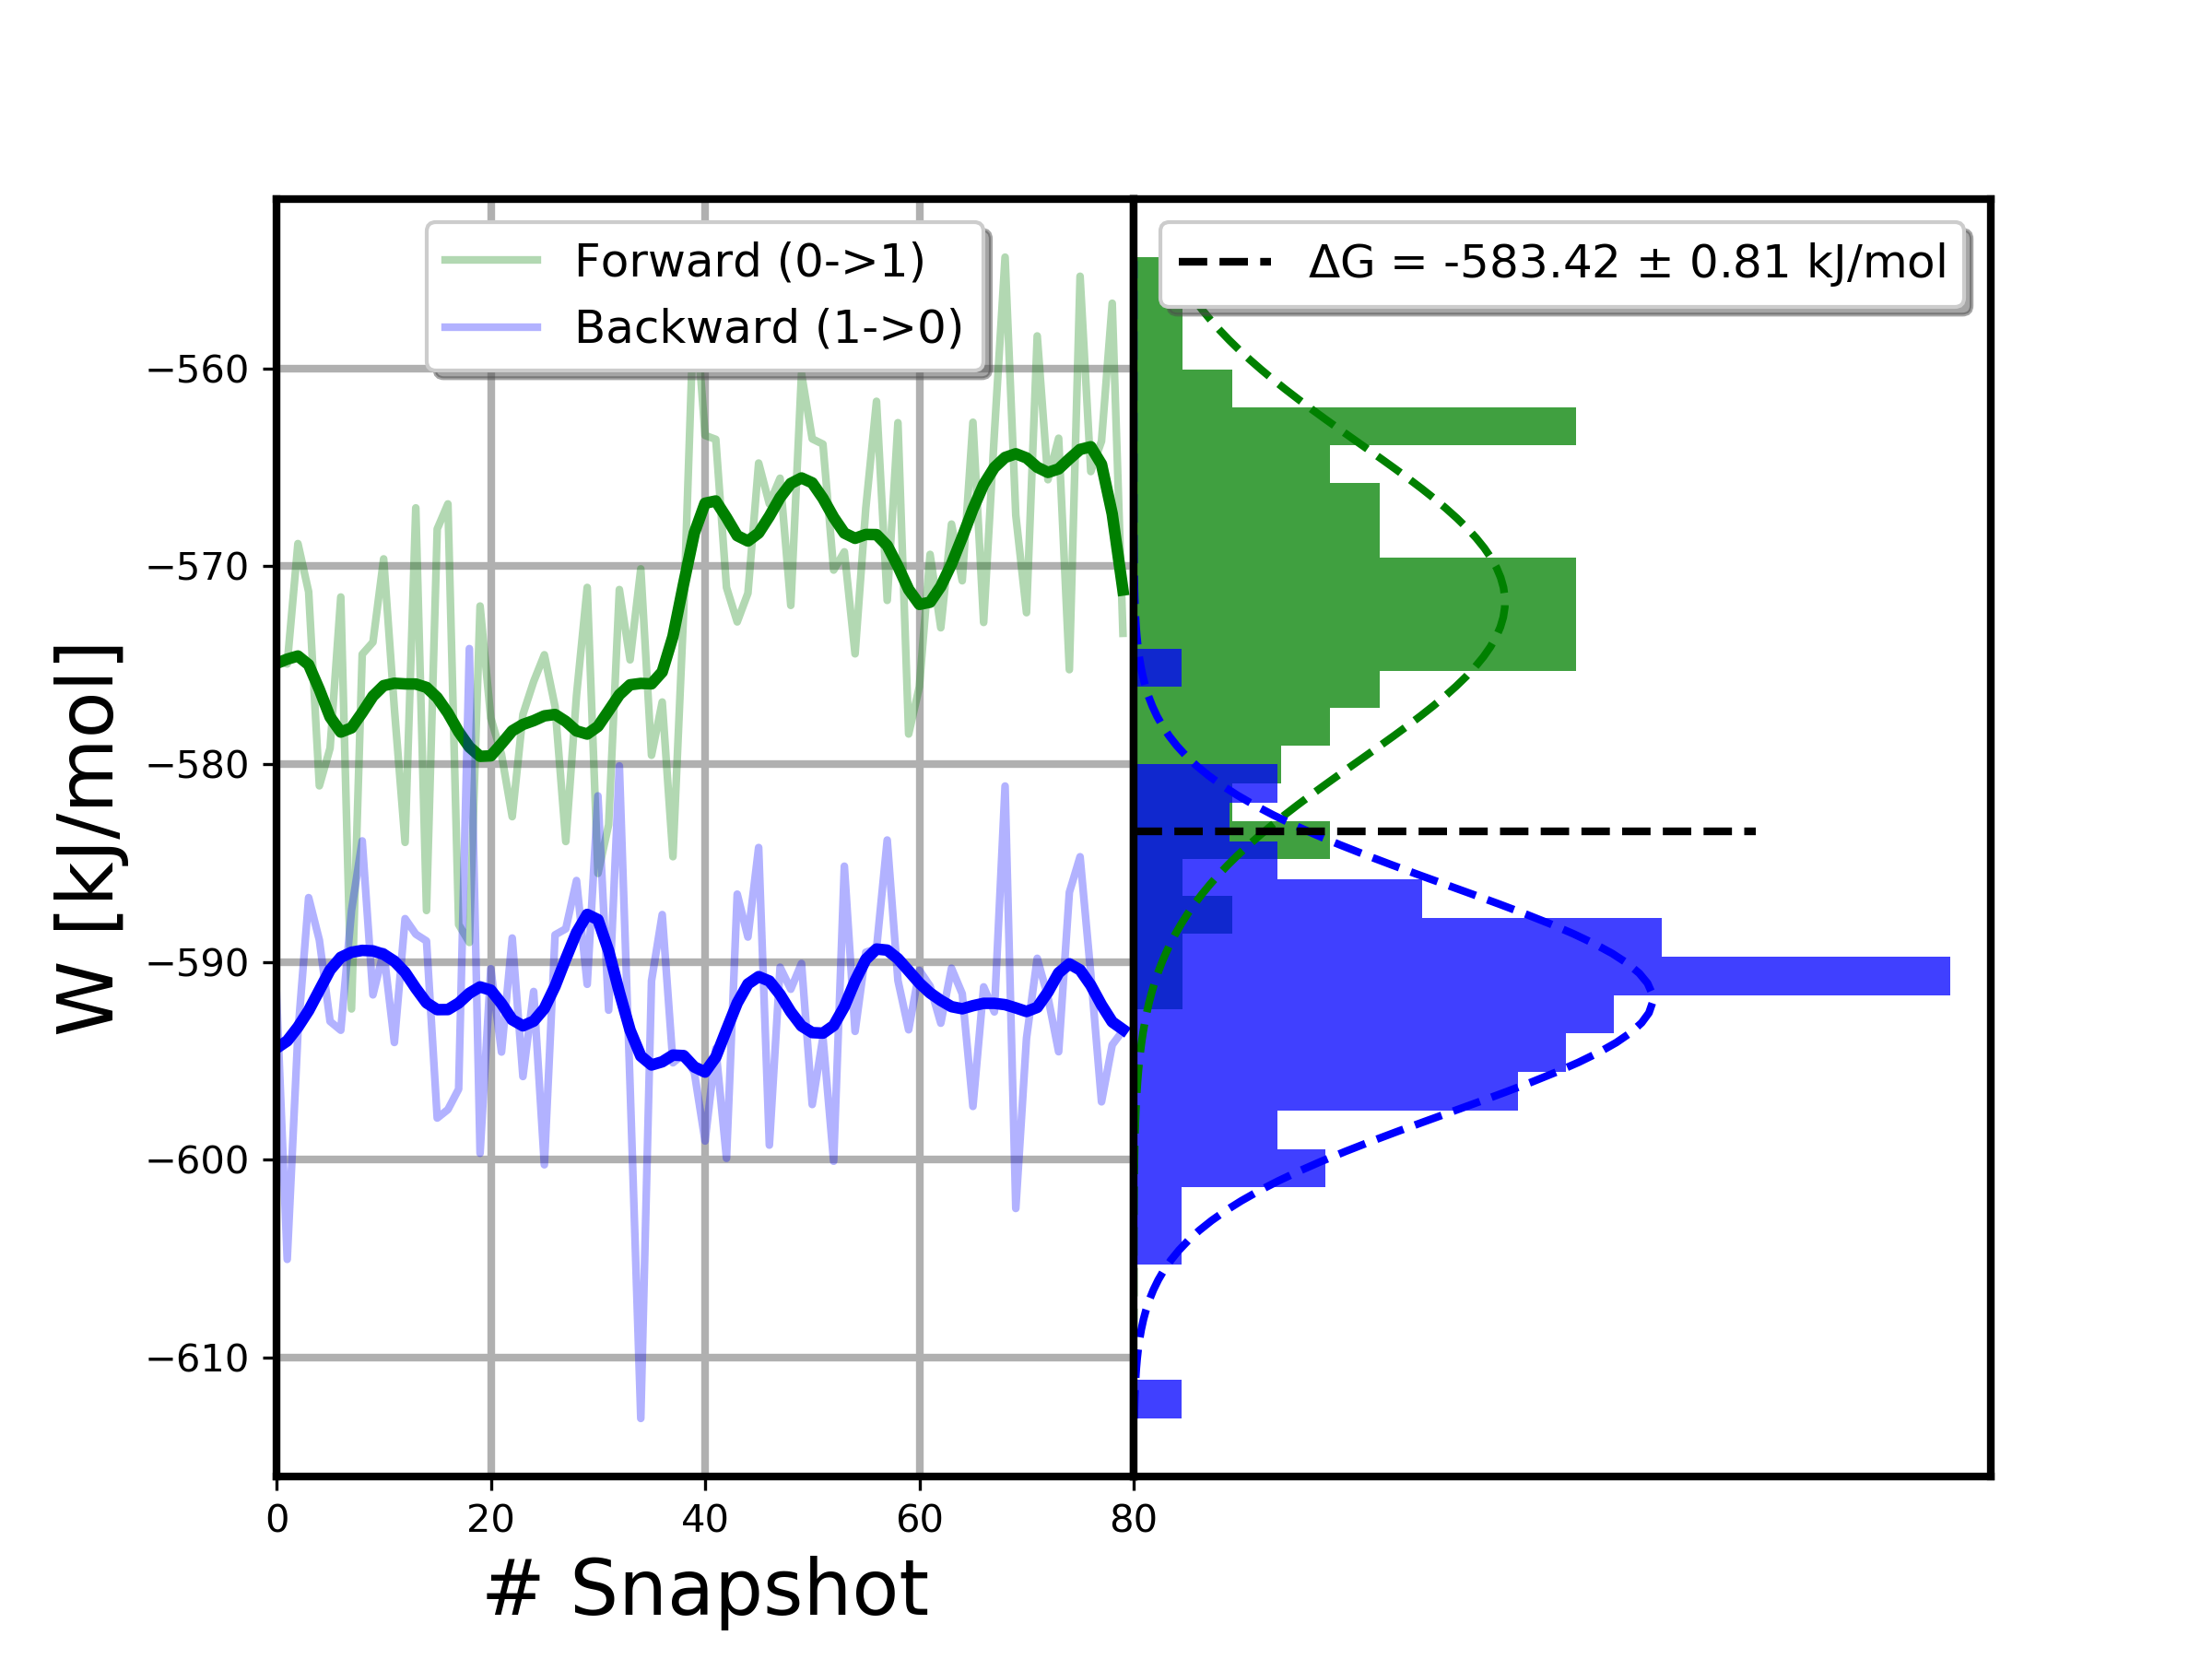 Forward (0->1)
Backward (1->0)
ΔG = -583.42 ± 0.81 kJ/mol
W [kJ/mol]
−560
−570
−580
−590
−600
−610
0 20 40 60 80
# Snapshot